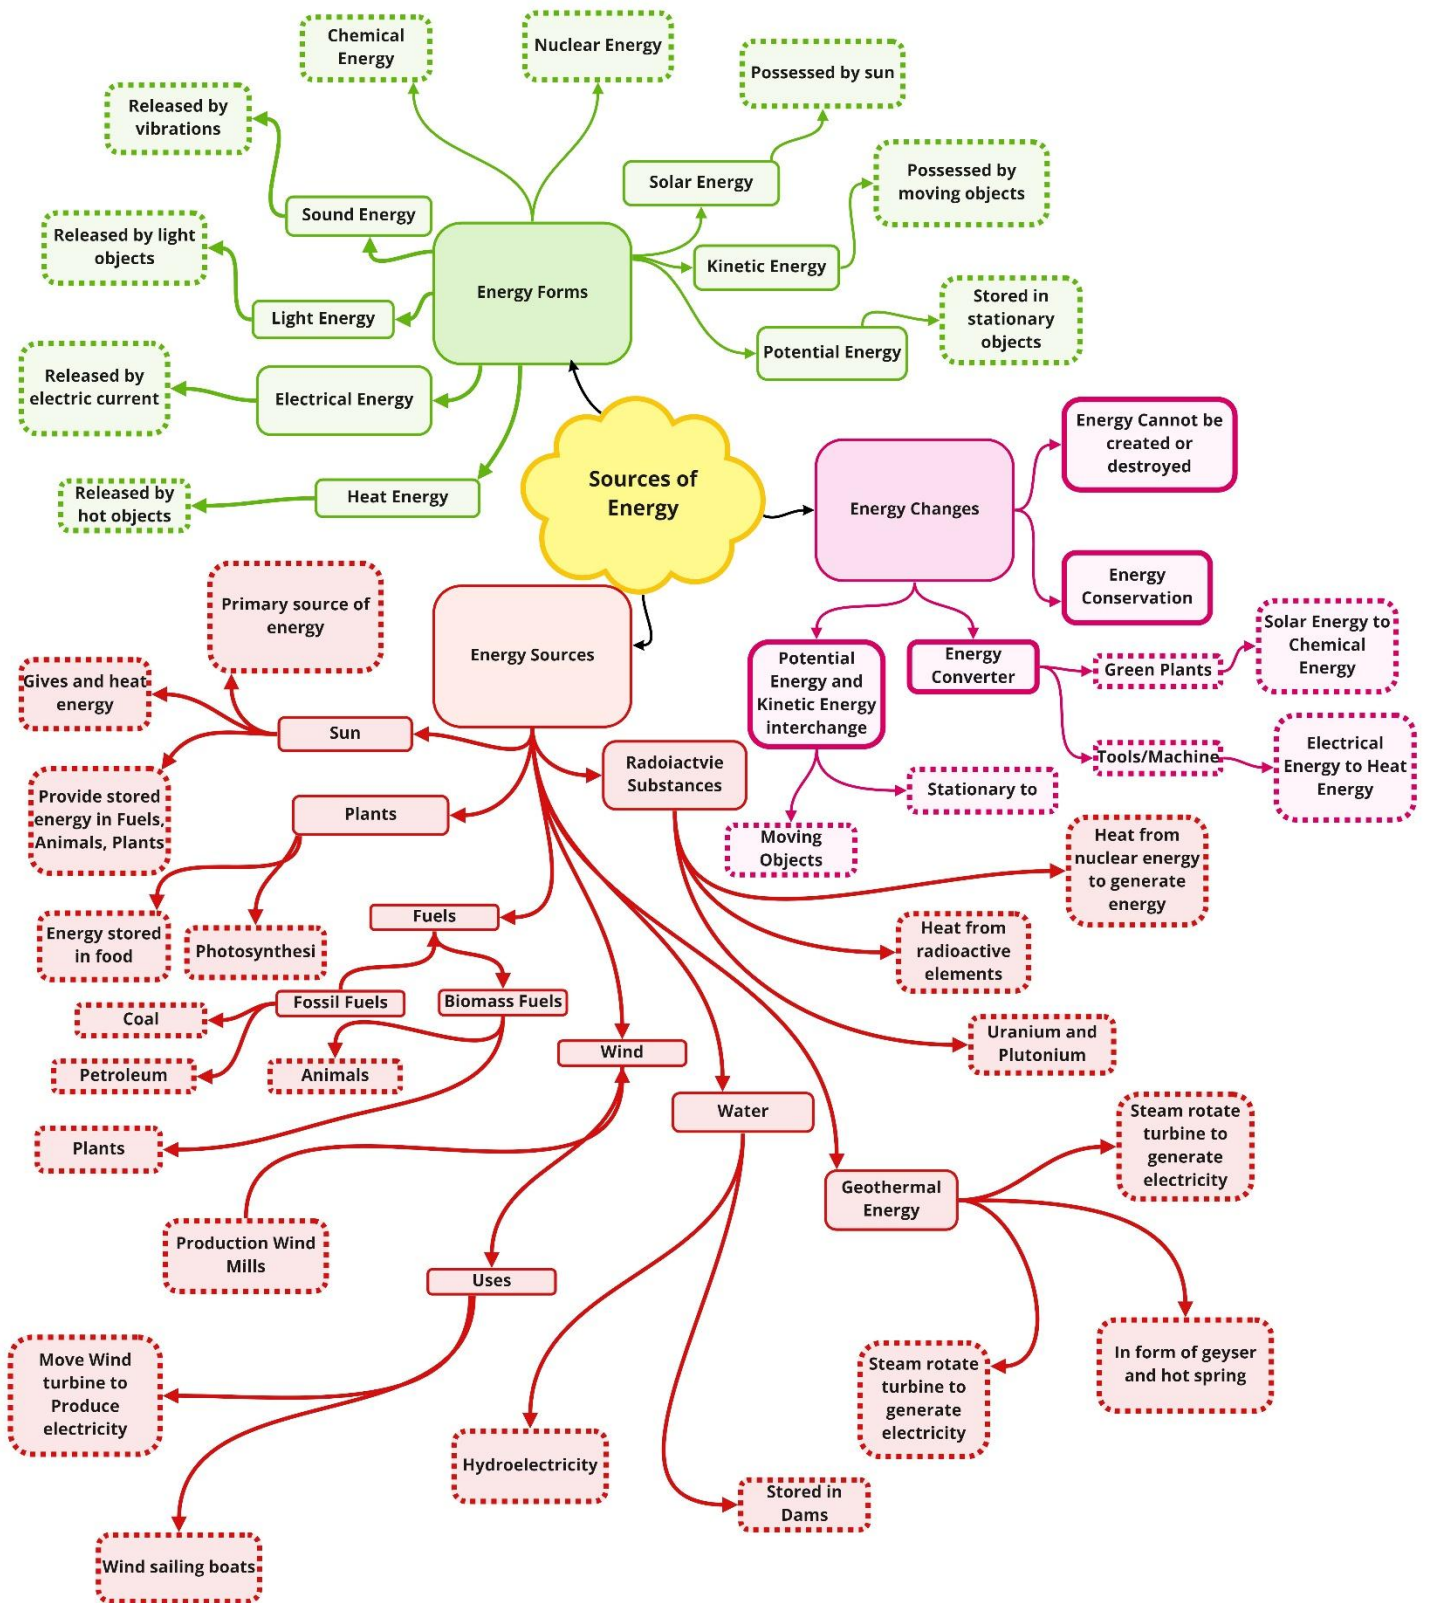 Chemical
Energy
Nuclear Energy
Possessed by sun
Released by
vibrations
Solar Energy
Possessed by
moving objects
Sound Energy
Released by light
objects
Kinetic Energy
Energy Forms
Light Energy
Stored in
stationary
objects
Potential Energy
Released by
electric current
Electrical Energy
Heat Energy
Released by
hot objects
Sources of
Energy
Energy Changes
Energy Cannot be
created or
destroyed
Energy
Conservation
Potential
Energy and
Kinetic Energy
interchange
Energy
Converter
Green Plants
Solar Energy to
Chemical
Energy
Tools/Machine
Electrical
Energy to Heat
Energy
Stationary to
Moving
Objects
Energy Sources
Primary source of
energy
Gives and heat
energy
Sun
Provide stored
energy in Fuels,
Animals, Plants
Radoiactvie
Substances
Plants
Energy stored
in food
Photosynthesi
Heat from
nuclear energy
to generate
energy
Heat from
radioactive
elements
Uranium and
Plutonium
Fuels
Fossil Fuels
Biomass Fuels
Coal
Petroleum
Animals
Plants
Wind
Water
Geothermal
Energy
Steam rotate
turbine to
generate
electricity
Production Wind
Mills
Uses
Move Wind
turbine to
Produce
electricity
Wind sailing boats
Hydroelectricity
Stored in
Dams
Steam rotate
turbine to
generate
electricity
In form of geyser
and hot spring